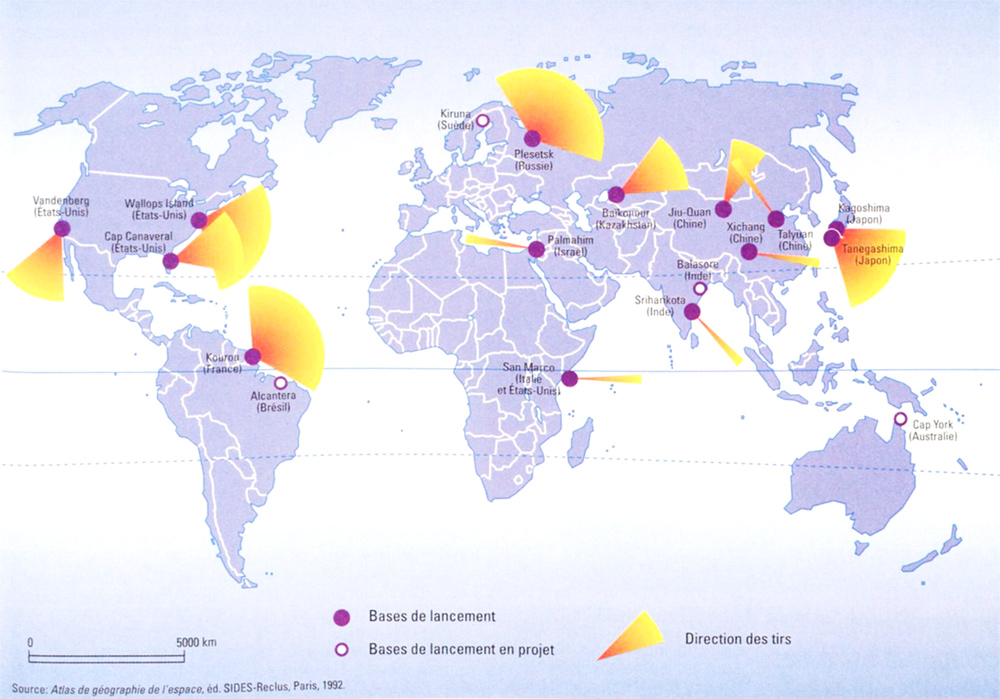 Kiruna
(Suède)
Plesetsk
(Russie)
Vandenberg
(États-Unis)
Wallops Island
(États-Unis)
Cap Canaveral
(États-Unis)
Baïkonour
(Kazakhstan)
Jiu-Quan
(Chine)
Xichang
(Chine)
Taïyuan
(Chine)
Kagoshima
(Japon)
Tanegashima
(Japon)
Palmahim
(Israël)
Balasore
(Inde)
Sriharikota
(Inde)
Kourou
(France)
Alcantera
(Brésil)
San Marco
(Italie
et États-Unis)
Cap York
(Australie)
Bases de lancement
Bases de lancement en projet
Direction des tirs
0 5000 km
Source: Atlas de géographie de l'espace, éd. SIDES-Reclus, Paris, 1992.